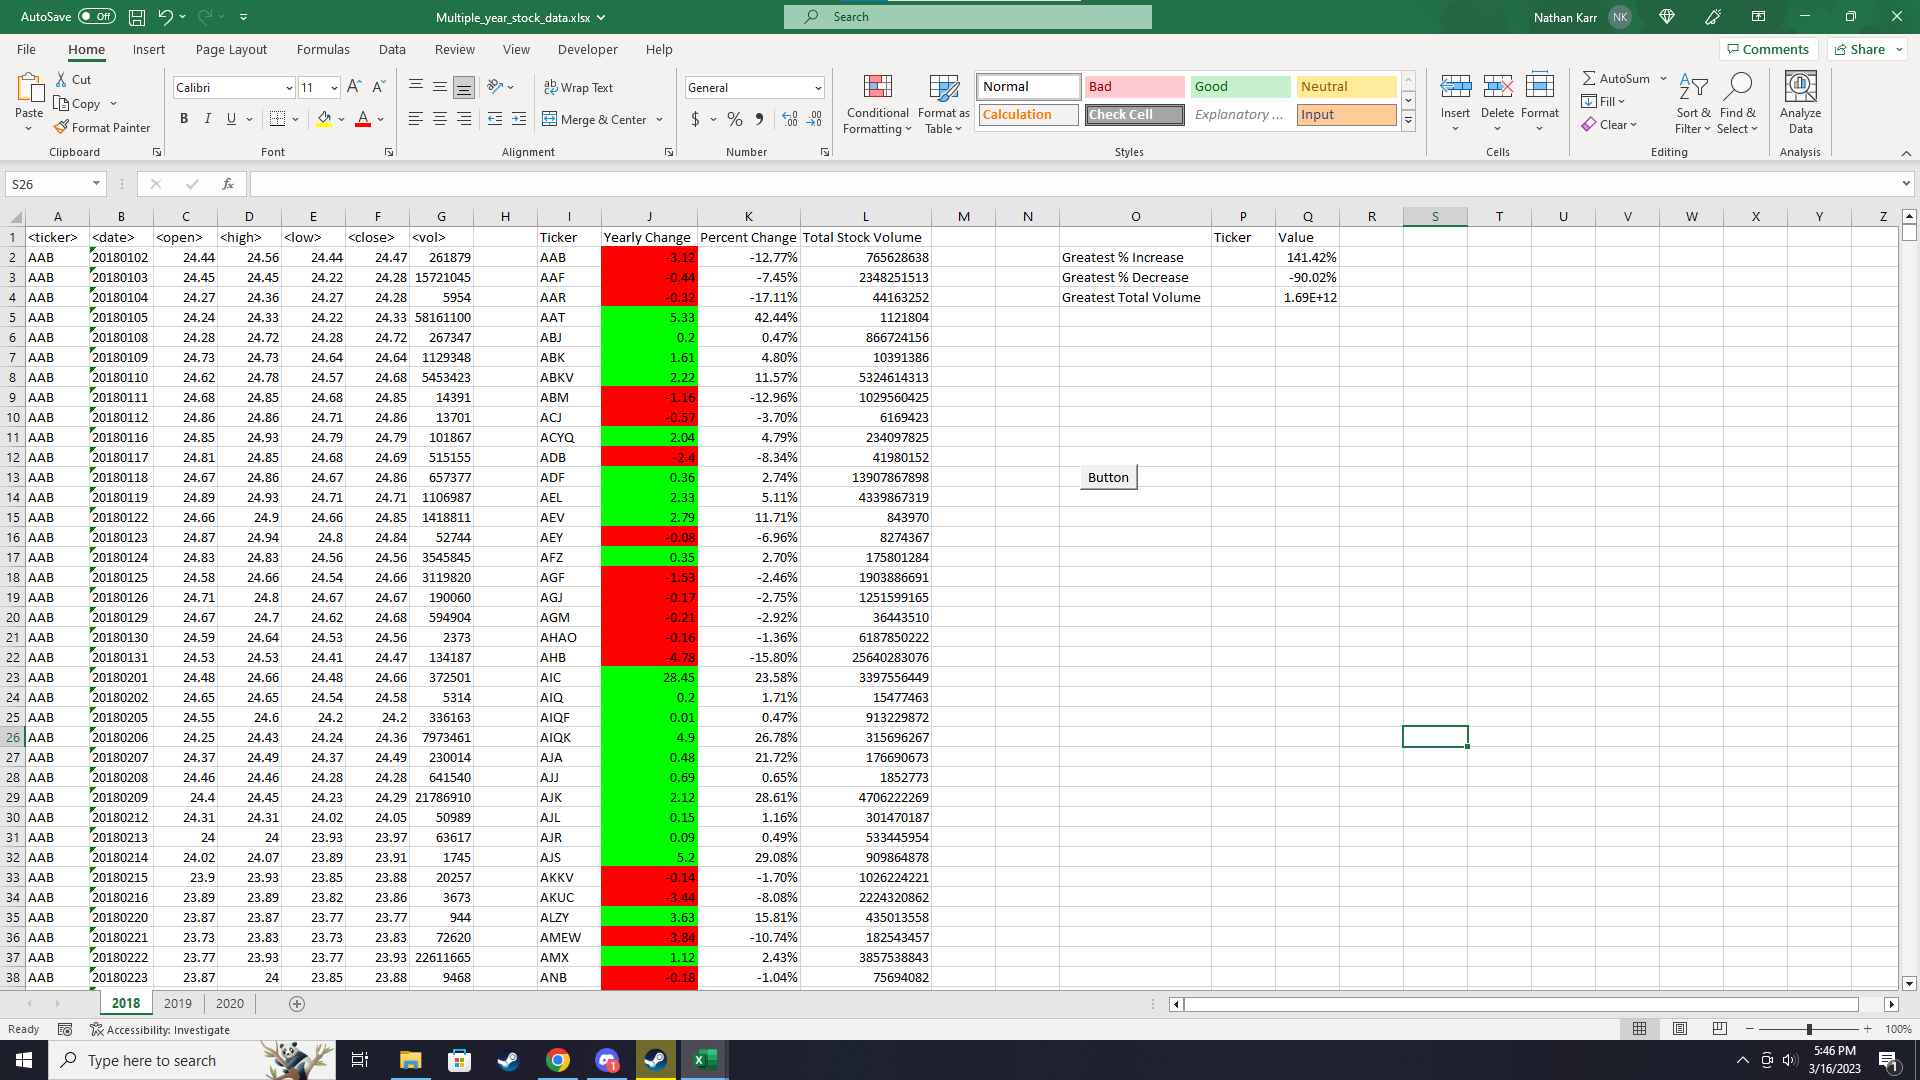 AutoSave Off Multiple_year_stock_data.xlsx Search Nathan Karr NK
File Home Insert Page Layout Formulas Data Review View Developer Help Comments Share
Paste Cut Copy Format Painter Clipboard
Calibri 11 B I U A A A Font
Wrap Text Merge & Center Alignment
General $ % 9 Number
Conditional Formatting Format as Table Normal Bad Good Neutral Calculation Check Cell Explanatory ... Input Styles
Insert Delete Format Cells
AutoSum Fill Clear Sort & Filter Find & Select Editing
Analyze Data Analysis
S26 fx
A B C D E F G H I J K L M N O P Q R S T U V W X Y Z
1 <ticker> <date> <open> <high> <low> <close> <vol> Ticker Yearly Change Percent Change Total Stock Volume Ticker Value
2 AAB 20180102 24.44 24.56 24.44 24.47 261879 AAB -3.12 -12.77% 765628638 Greatest % Increase 141.42%
3 AAB 20180103 24.45 24.45 24.22 24.28 15721045 AAF -0.44 -7.45% 2348251513 Greatest % Decrease -90.02%
4 AAB 20180104 24.27 24.36 24.27 24.28 5954 AAR -0.32 -17.11% 44163252 Greatest Total Volume 1.69E+12
5 AAB 20180105 24.24 24.33 24.22 24.33 58161100 AAT 5.33 42.44% 1121804
6 AAB 20180108 24.28 24.72 24.28 24.72 267347 ABJ 0.2 0.47% 866724156
7 AAB 20180109 24.73 24.73 24.64 24.64 1129348 ABK 1.61 4.80% 10391386
8 AAB 20180110 24.62 24.78 24.57 24.68 5453423 ABKV 2.22 11.57% 5324614313
9 AAB 20180111 24.68 24.85 24.68 24.85 14391 ABM -1.16 -12.96% 1029560425
10 AAB 20180112 24.86 24.86 24.71 24.86 13701 ACJ -0.57 -3.70% 6169423
11 AAB 20180116 24.85 24.93 24.79 24.79 101867 ACYQ 2.04 4.79% 234097825
12 AAB 20180117 24.81 24.85 24.68 24.69 515155 ADB -2.4 -8.34% 41980152
13 AAB 20180118 24.67 24.86 24.67 24.86 657377 ADF 0.36 2.74% 13907867898 Button
14 AAB 20180119 24.89 24.93 24.71 24.71 1106987 AEL 2.33 5.11% 4339867319
15 AAB 20180122 24.66 24.9 24.66 24.85 1418811 AEV 2.79 11.71% 843970
16 AAB 20180123 24.87 24.94 24.8 24.84 52744 AEY -0.08 -6.96% 8274367
17 AAB 20180124 24.83 24.83 24.56 24.56 3545845 AFZ 0.35 2.70% 175801284
18 AAB 20180125 24.58 24.66 24.54 24.66 3119820 AGF -1.53 -2.46% 1903886691
19 AAB 20180126 24.71 24.8 24.67 24.67 190060 AGJ -0.17 -2.75% 1251599165
20 AAB 20180129 24.67 24.7 24.62 24.68 594904 AGM -0.21 -2.92% 36443510
21 AAB 20180130 24.59 24.64 24.53 24.56 2373 AHAO -0.16 -1.36% 6187850222
22 AAB 20180131 24.53 24.53 24.41 24.47 134187 AHB -4.78 -15.80% 25640283076
23 AAB 20180201 24.48 24.66 24.48 24.66 372501 AIC 28.45 23.58% 3397556449
24 AAB 20180202 24.65 24.65 24.54 24.58 5314 AIQ 0.2 1.71% 15477463
25 AAB 20180205 24.55 24.6 24.2 24.2 336163 AIQF 0.01 0.47% 913229872
26 AAB 20180206 24.25 24.43 24.24 24.36 7973461 AIQK 4.9 26.78% 315696267
27 AAB 20180207 24.37 24.49 24.37 24.49 230014 AJA 0.48 21.72% 176690673
28 AAB 20180208 24.46 24.46 24.28 24.28 641540 AJJ 0.69 0.65% 1852773
29 AAB 20180209 24.4 24.45 24.23 24.29 21786910 AJK 2.12 28.61% 4706222269
30 AAB 20180212 24.31 24.31 24.02 24.05 50989 AJL 0.15 1.16% 301470187
31 AAB 20180213 24 24 23.93 23.97 63617 AJR 0.09 0.49% 533445954
32 AAB 20180214 24.02 24.07 23.89 23.91 1745 AJS 5.2 29.08% 909864878
33 AAB 20180215 23.9 23.93 23.85 23.88 20257 AKKV -0.14 -1.70% 1026224221
34 AAB 20180216 23.89 23.89 23.82 23.86 3673 AKUC -3.44 -8.08% 2224320862
35 AAB 20180220 23.87 23.87 23.77 23.77 944 ALZY 3.63 15.81% 435013558
36 AAB 20180221 23.73 23.83 23.73 23.83 72620 AMEW -3.84 -10.74% 182543457
37 AAB 20180222 23.77 23.93 23.77 23.93 22611665 AMX 1.12 2.43% 3857538843
38 AAB 20180223 23.87 24 23.85 23.88 9468 ANB -0.18 -1.04% 75694082
2018 2019 2020
Ready Accessibility: Investigate 100%
Type here to search 1 5:46 PM
3/16/2023 1